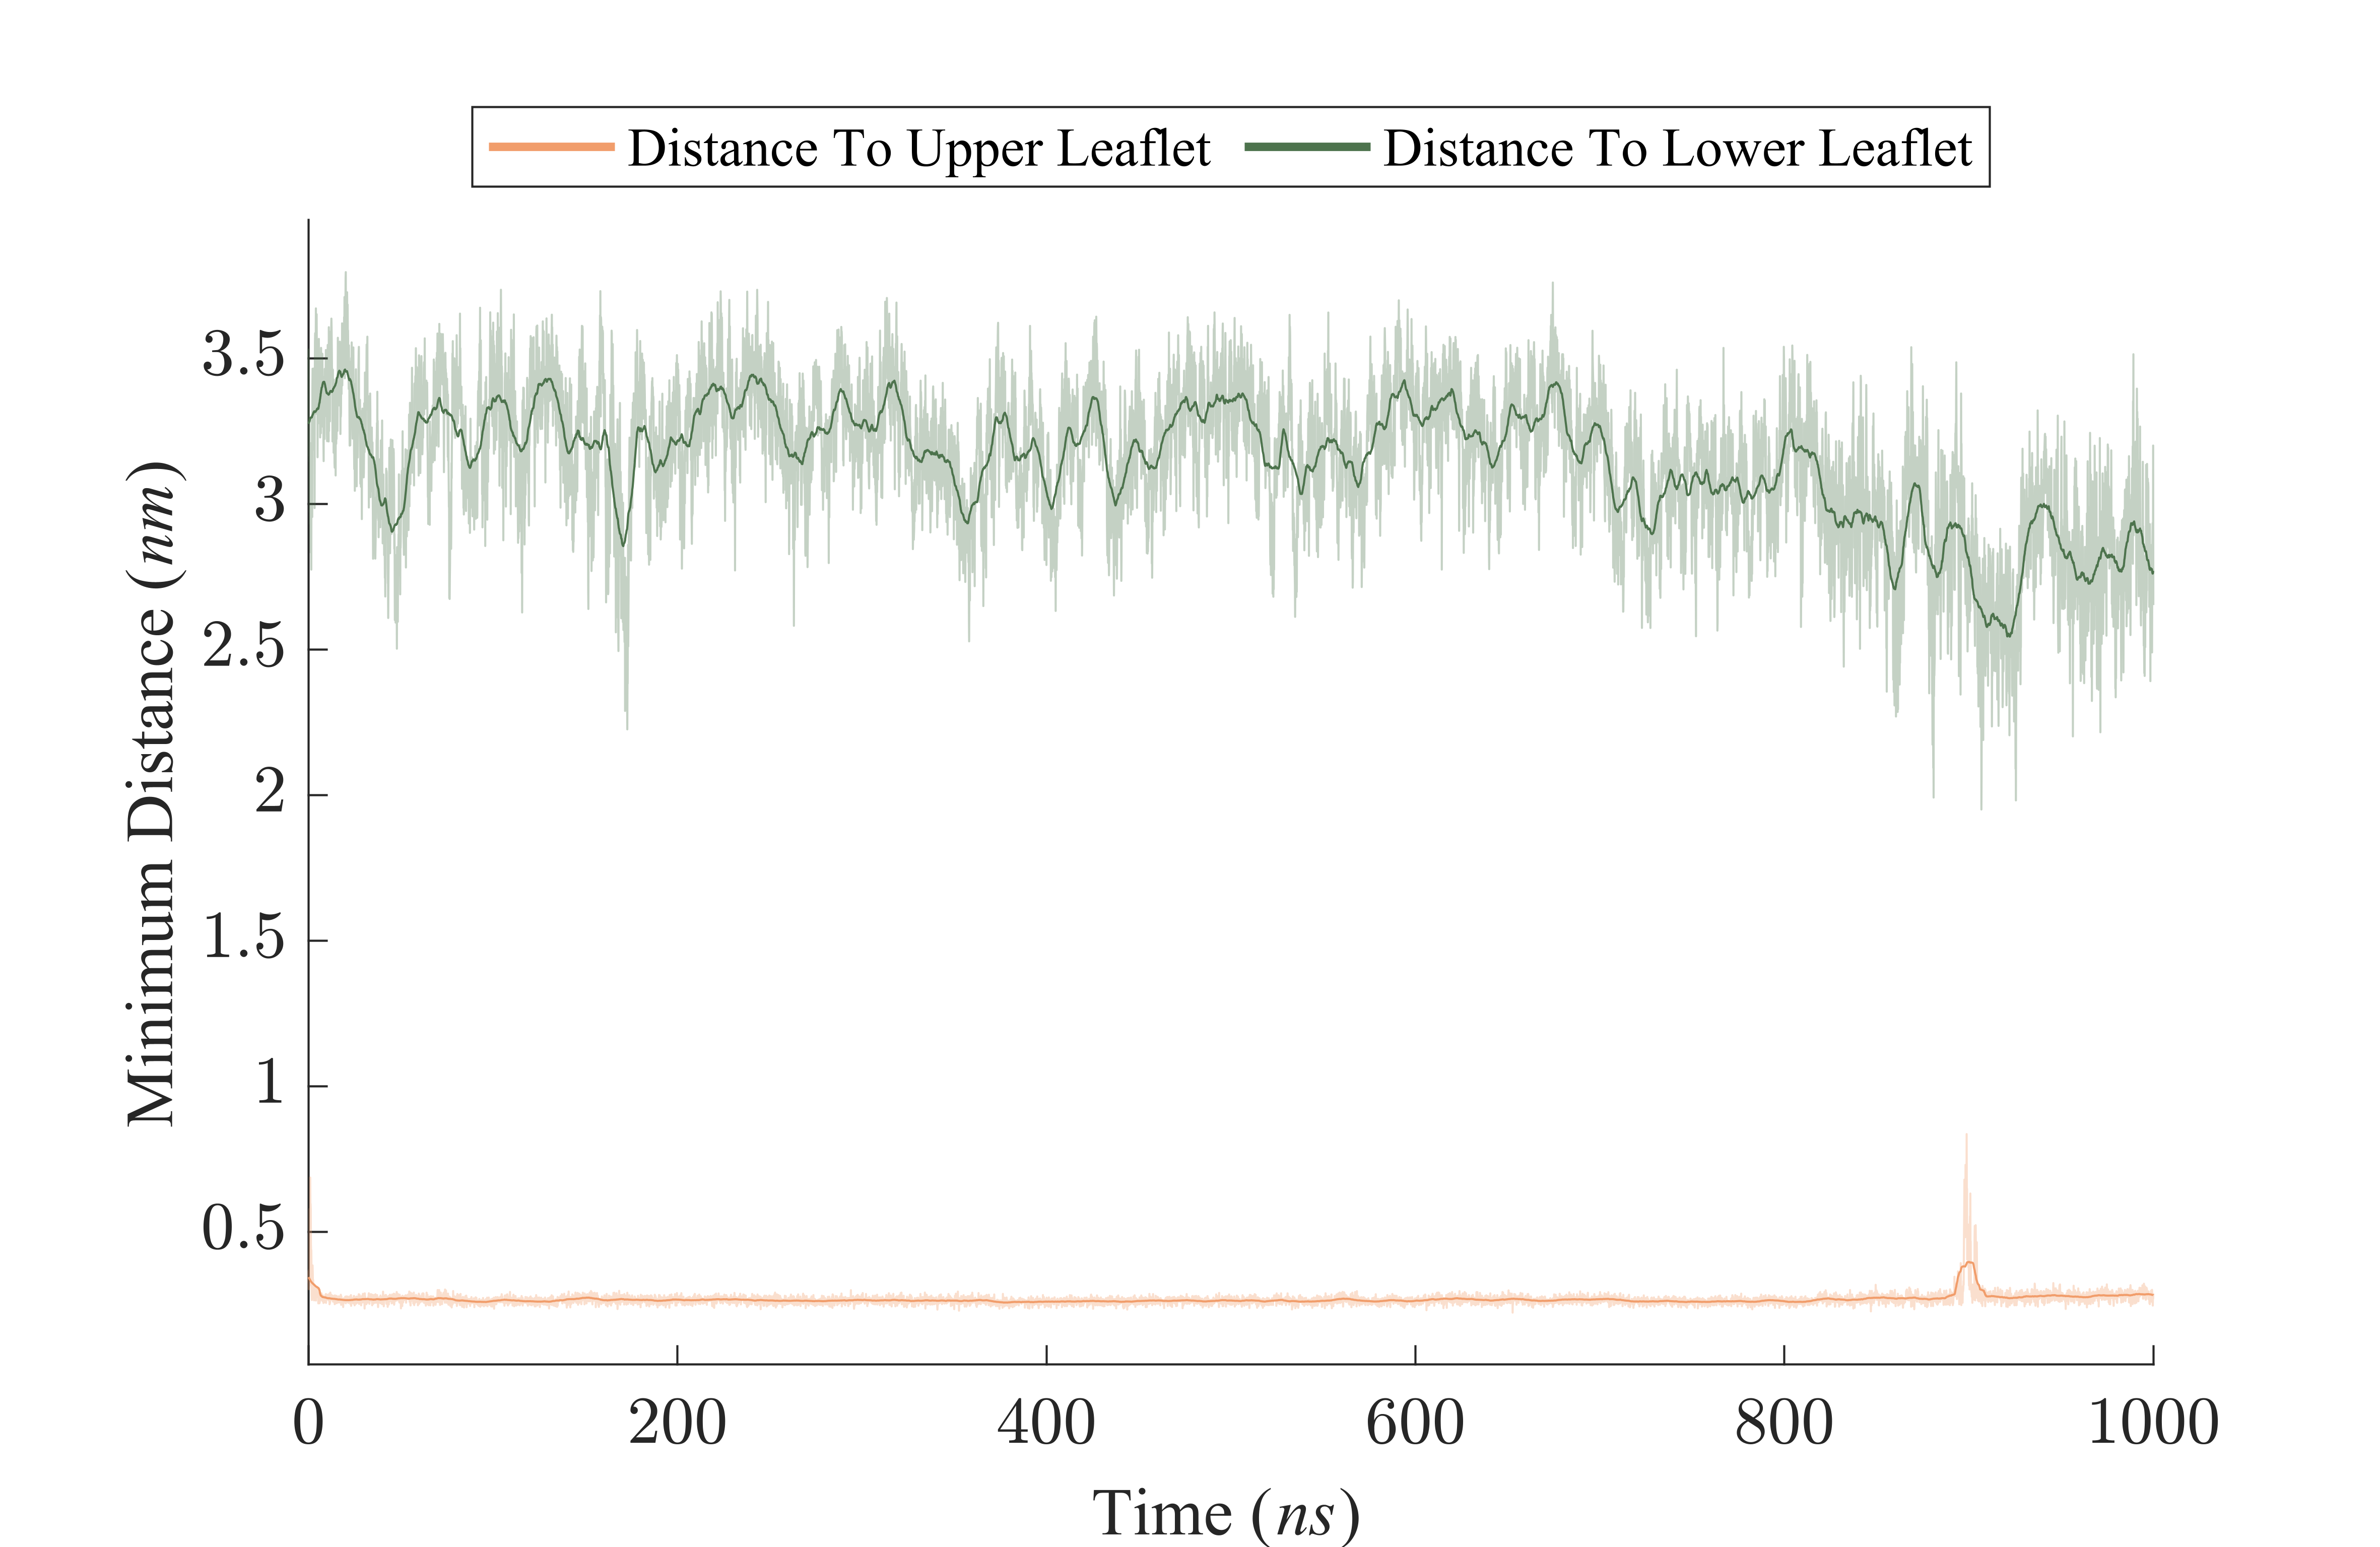 Distance To Upper Leaflet Distance To Lower Leaflet
Minimum Distance (nm)
3.5
3
2.5
2
1.5
1
0.5
0 200 400 600 800 1000
Time (ns)